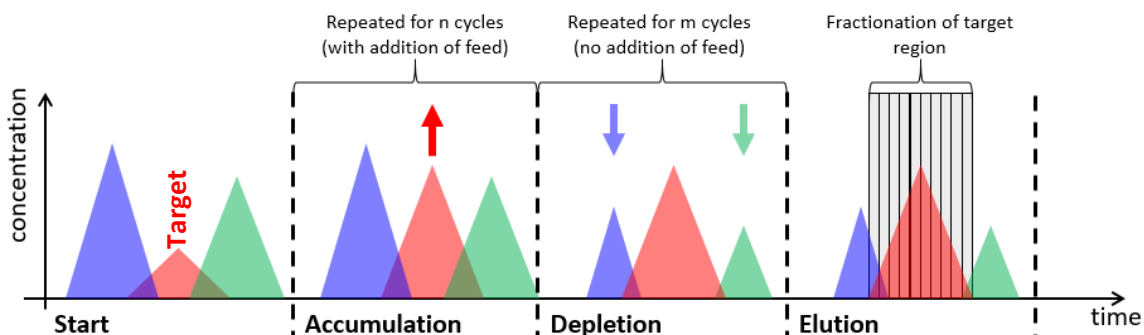 Repeated for n cycles
(with addition of feed)
Repeated for m cycles
(no addition of feed)
Fractionation of target
region
concentration
Target
time
Start
Accumulation
Depletion
Elution